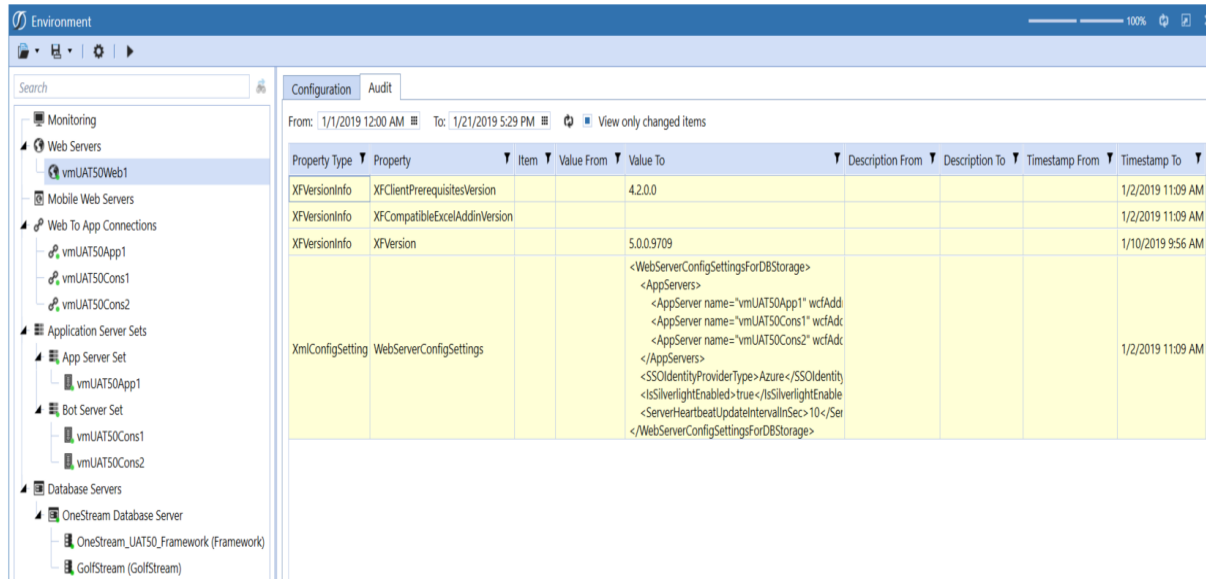 Environment
100%
Search
Monitoring
Web Servers
vmUAT50Web1
Mobile Web Servers
Web To App Connections
vmUAT50App1
vmUAT50Cons1
vmUAT50Cons2
Application Server Sets
App Server Set
vmUAT50App1
Bot Server Set
vmUAT50Cons1
vmUAT50Cons2
Database Servers
OneStream Database Server
OneStream_UAT50_Framework (Framework)
GolfStream (GolfStream)
Configuration Audit
From: 1/1/2019 12:00 AM To: 1/21/2019 5:29 PM View only changed items
Property Type Property Item Value From Value To Description From Description To Timestamp From Timestamp To
XFVersionInfo XFClientPrerequisitesVersion 4.2.0.0 1/2/2019 11:09 AM
XFVersionInfo XFCompatibleExcelAddinVersion 1/2/2019 11:09 AM
XFVersionInfo XFVersion 5.0.0.9709 1/10/2019 9:56 AM
<WebServerConfigSettingsForDBStorage>
<AppServers>
<AppServer name="vmUAT50App1" wcfAddr
<AppServer name="vmUAT50Cons1" wcfAdc
<AppServer name="vmUAT50Cons2" wcfAdc
XmlConfigSetting WebServerConfigSettings 1/2/2019 11:09 AM
</AppServers>
<SSOIdentityProviderType>Azure</SSOIdentity
<IsSilverlightEnabled>true</IsSilverlightEnable
<ServerHeartbeatUpdateIntervalInSec>10</Ser
</WebServerConfigSettingsForDBStorage>